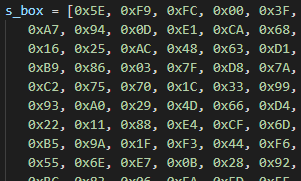 s_box = [0x5E, 0xF9, 0xFC, 0x00, 0x3F,
0xA7, 0x94, 0x0D, 0xE1, 0xCA, 0x68,
0x16, 0x25, 0xAC, 0x48, 0x63, 0xD1,
0xB9, 0x86, 0x03, 0x7F, 0xD8, 0x7A,
0xC2, 0x75, 0x70, 0x1C, 0x33, 0x99,
0x93, 0xA0, 0x29, 0x4D, 0x66, 0xD4,
0x22, 0x11, 0x88, 0xE4, 0xCF, 0x6D,
0xB5, 0x9A, 0x1F, 0xF3, 0x44, 0xF6,
0x55, 0x6E, 0xE7, 0x0B, 0x28, 0x92,